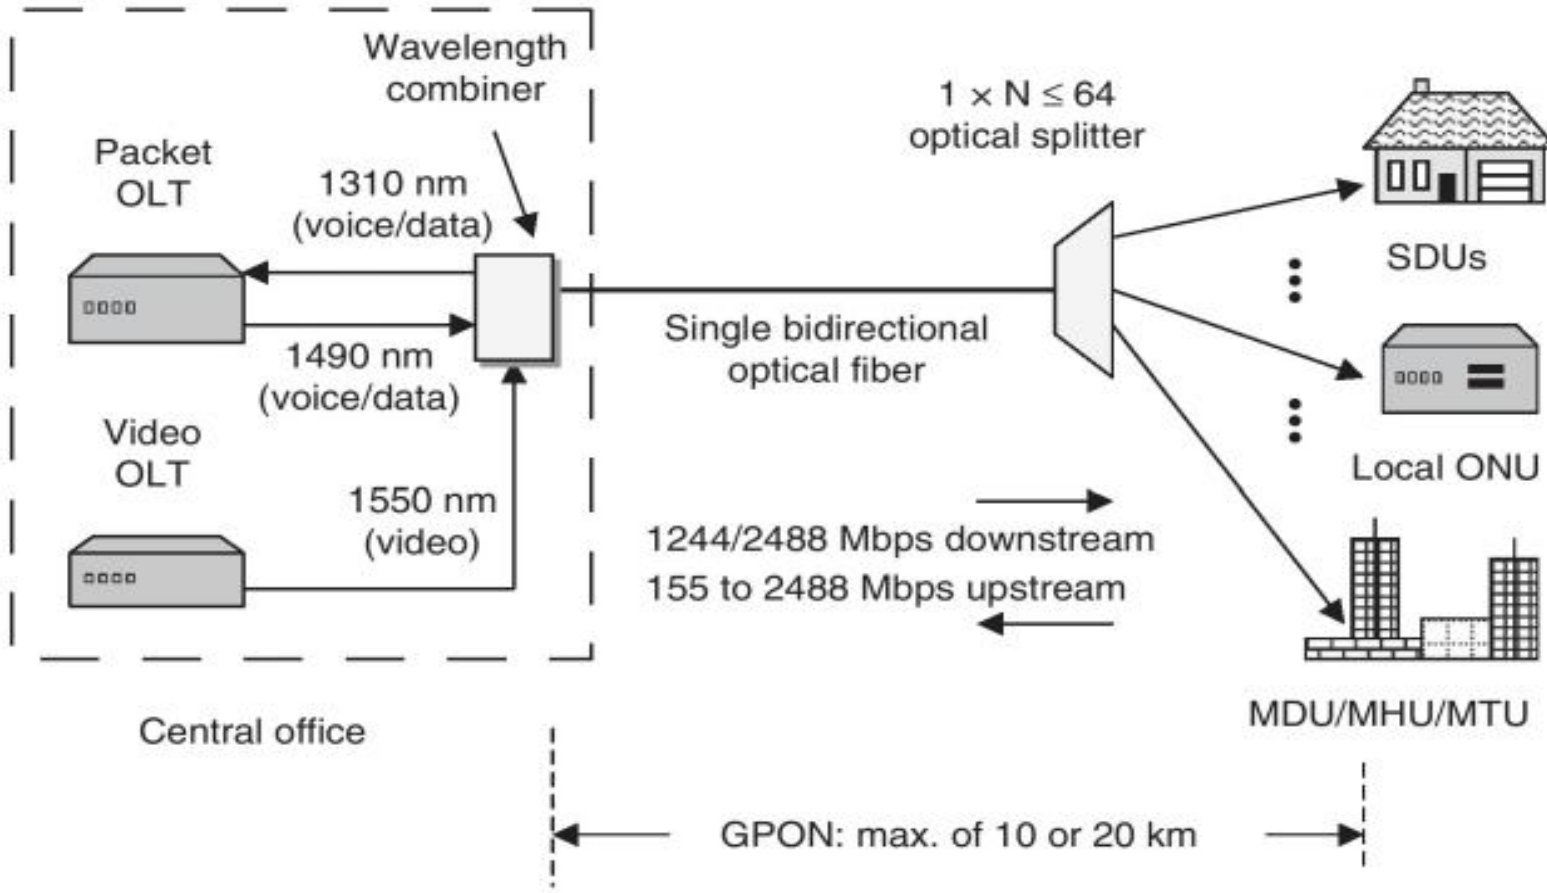 Wavelength
combiner
1 × N ≤ 64
optical splitter
Packet
OLT
1310 nm
(voice/data)
SDUs
Single bidirectional
optical fiber
1490 nm
(voice/data)
Video
OLT
Local ONU
1550 nm
(video)
1244/2488 Mbps downstream
155 to 2488 Mbps upstream
MDU/MHU/MTU
Central office
GPON: max. of 10 or 20 km